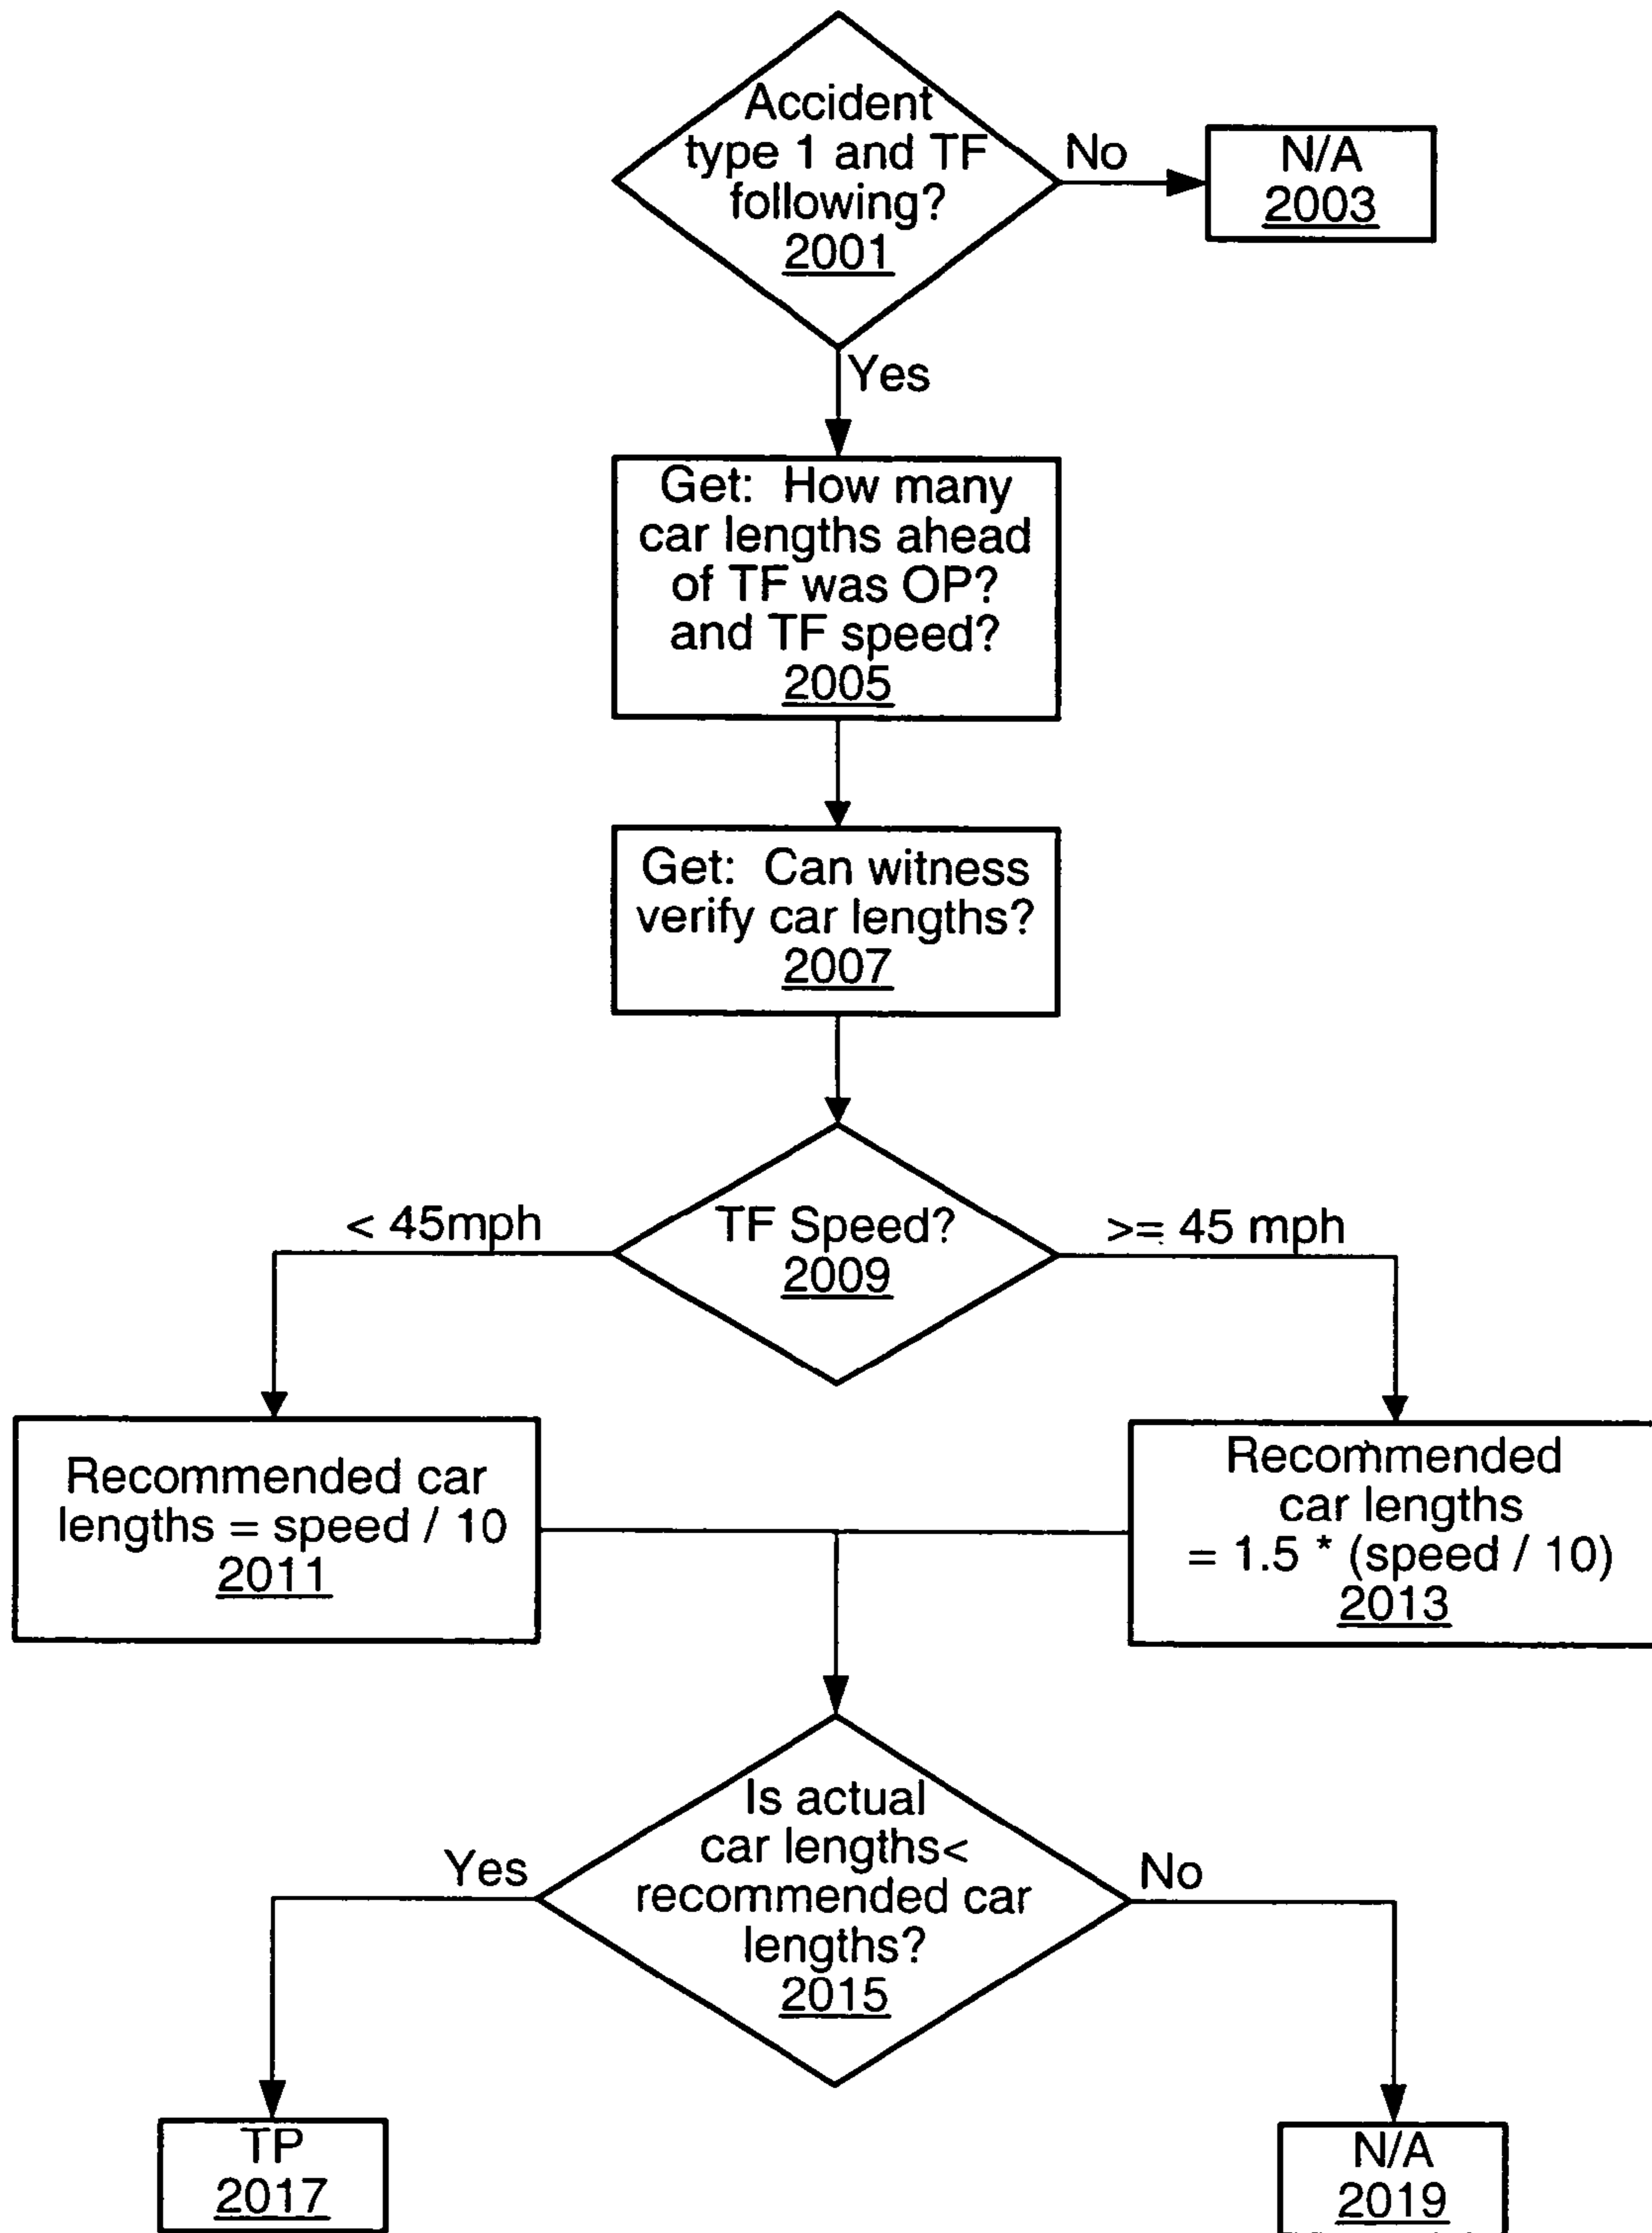 Accident
type 1 and TF
following?
2001
No
N/A
2003
Yes
Get: How many
car lengths ahead
of TF was OP?
and TF speed?
2005
Get: Can witness
verify car lengths?
2007
< 45mph
TF Speed?
2009
>= 45 mph
Recommended car
lengths = speed / 10
2011
Recommended
car lengths
= 1.5 * (speed / 10)
2013
Is actual
car lengths<
recommended car
lengths?
2015
Yes
No
TP
2017
N/A
2019